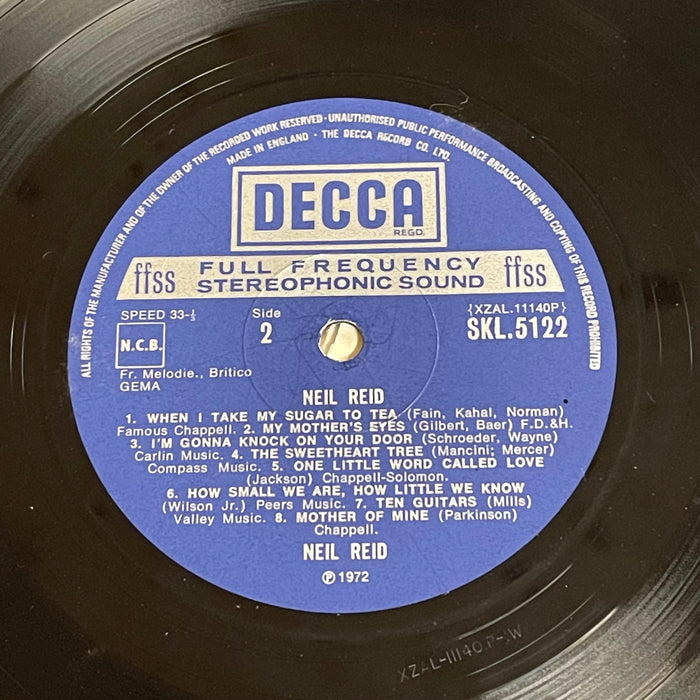 ALL RIGHTS OF THE MANUFACTURER AND OF THE OWNER OF THE RECORDED WORK RESERVED · UNAUTHORISED PUBLIC PERFORMANCE BROADCASTING AND COPYING OF THIS RECORD PROHIBITED
MADE IN ENGLAND · THE DECCA RECORD CO. LTD.
DECCA
REGD.
ffss FULL FREQUENCY STEREOPHONIC SOUND ffss
SPEED 33-⅓ Side 2 {XZAL.11140P}
SKL.5122
N.C.B.
Fr. Melodie., Britico
GEMA
NEIL REID
1. WHEN I TAKE MY SUGAR TO TEA (Fain, Kahal, Norman)
Famous Chappell. 2. MY MOTHER'S EYES (Gilbert, Baer) F.D.&H.
3. I'M GONNA KNOCK ON YOUR DOOR (Schroeder, Wayne)
Carlin Music. 4. THE SWEETHEART TREE (Mancini; Mercer)
Compass Music. 5. ONE LITTLE WORD CALLED LOVE
(Jackson) Chappell-Solomon.
6. HOW SMALL WE ARE, HOW LITTLE WE KNOW
(Wilson Jr.) Peers Music. 7. TEN GUITARS (Mills)
Valley Music. 8. MOTHER OF MINE (Parkinson)
Chappell.
NEIL REID
Ⓟ 1972